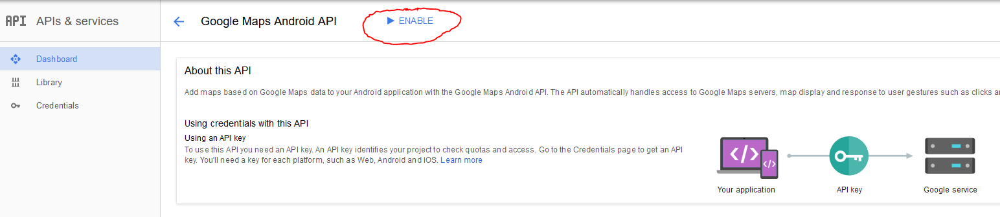 API APIs & services
Google Maps Android API
ENABLE
Dashboard
Library
Credentials
About this API
Add maps based on Google Maps data to your Android application with the Google Maps Android API. The API automatically handles access to Google Maps servers, map display and response to user gestures such as clicks
Using credentials with this API
Using an API key
To use this API you need an API key. An API key identifies your project to check quotas and access. Go to the Credentials page to get an API
key. You'll need a key for each platform, such as Web, Android and iOS. Learn more
</>
</>
Your application
API key
Google service